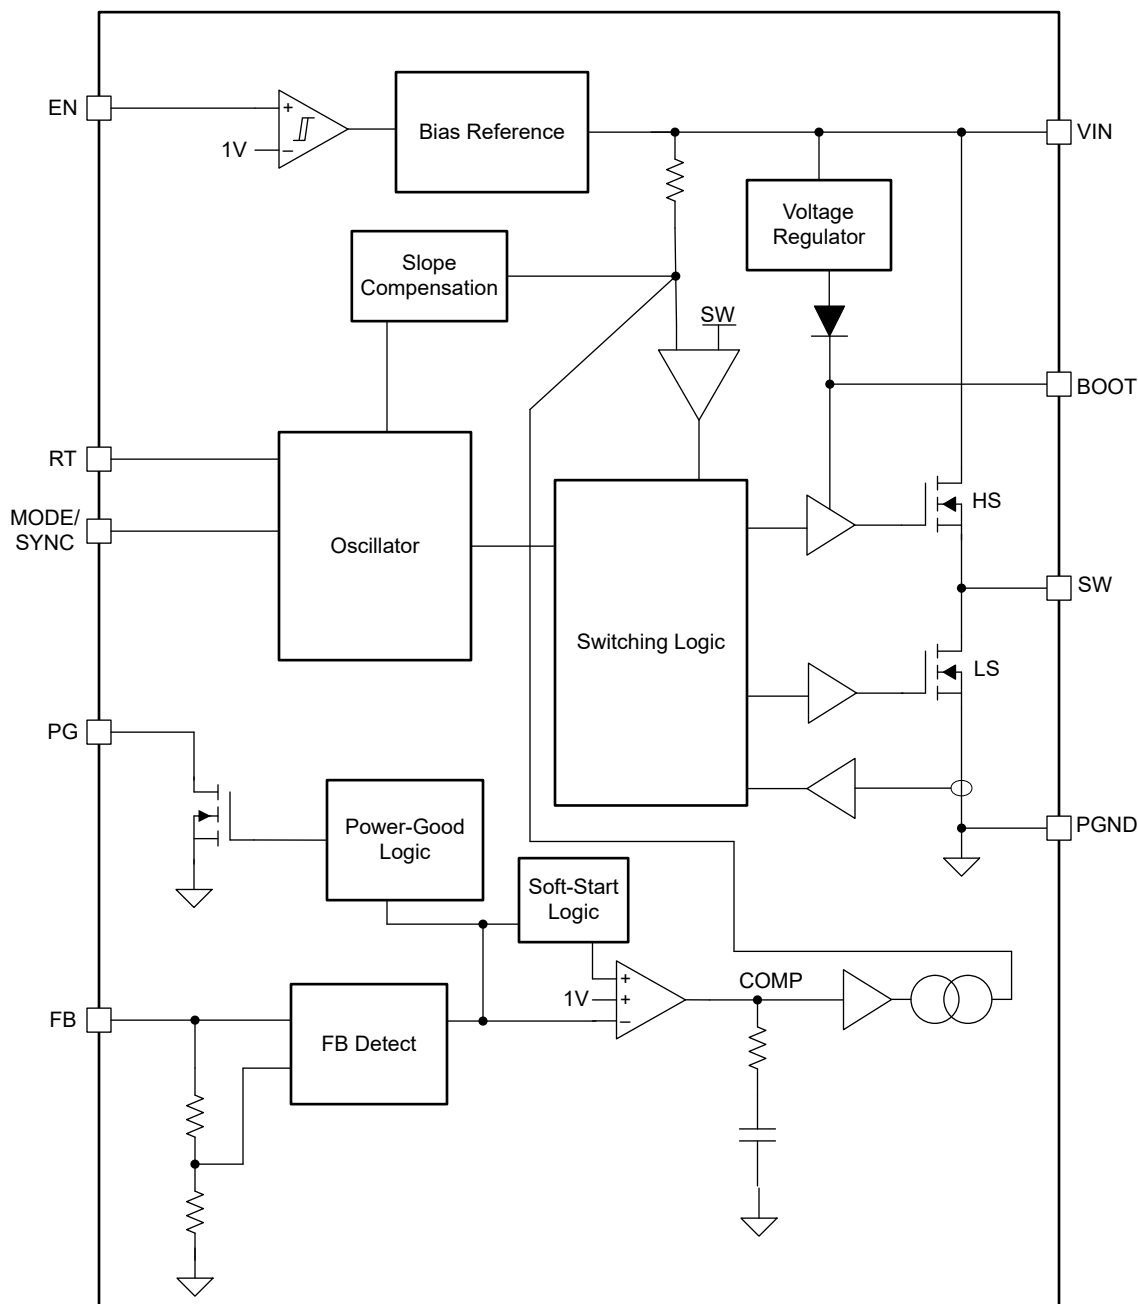 EN
+
1V
−
Bias Reference
VIN
Voltage
Regulator
Slope
Compensation
SW
BOOT
RT
MODE/
SYNC
Oscillator
HS
SW
Switching Logic
LS
PG
Power-Good
Logic
PGND
Soft-Start
Logic
+
1V
+
−
COMP
FB
FB Detect